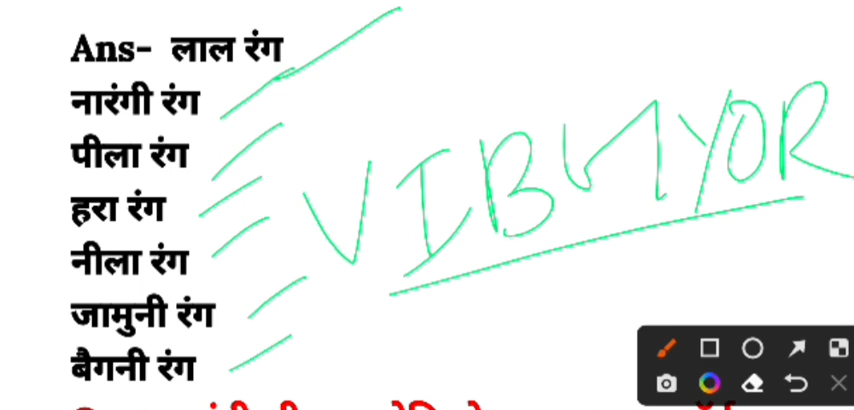 Ans- लाल रंग
नारंगी रंग
पीला रंग
हरा रंग
नीला रंग
जामुनी रंग
बैगनी रंग
VIBGYOR